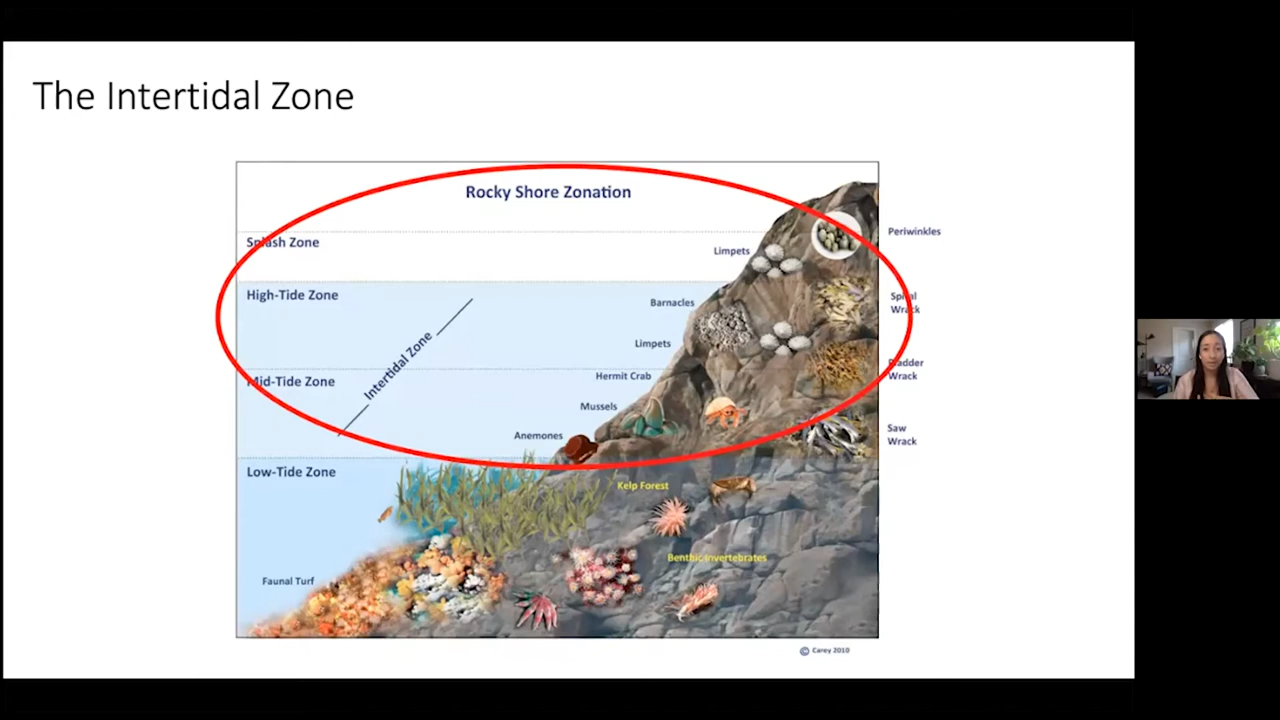 The Intertidal Zone
Rocky Shore Zonation
Splash Zone
Periwinkles
Limpets
High-Tide Zone
Barnacles
Spiral
Wrack
Intertidal Zone
Limpets
Mid-Tide Zone
Hermit Crab
Bladder
Wrack
Mussels
Anemones
Saw
Wrack
Low-Tide Zone
Kelp Forest
Benthic Invertebrates
Faunal Turf
© Carey 2010